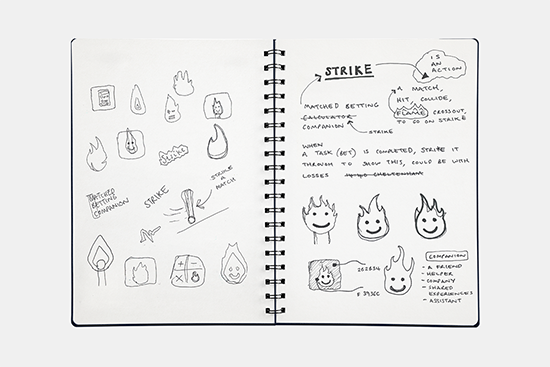 STRIKE
MATCHED
BETTING
COMPANION
STRIKE
STRIKE
A
MATCH
STRIKE
IS
AN
ACTION
A MATCH,
HIT, COLLIDE,
FLAME CROSSOUT,
TO GO ON STRIKE
MATCHED BETTING
CALCULATOR
COMPANION
STRIKE
WHEN
A TASK (BET) IS COMPLETED, STRIKE IT
THROUGH TO SHOW THIS, COULD BE WITH
LOSSES
202834
COMPANION
- A FRIEND
- HELPER
- COMPANY
- SHARED
EXPERIENCES
- ASSISTANT